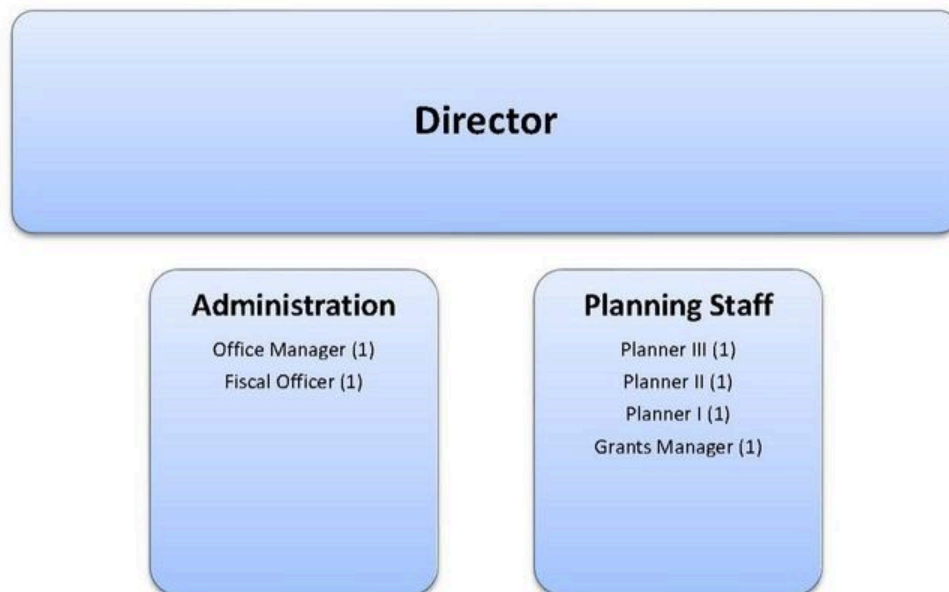 Director
Administration
Office Manager (1)
Fiscal Officer (1)
Planning Staff
Planner III (1)
Planner II (1)
Planner I (1)
Grants Manager (1)